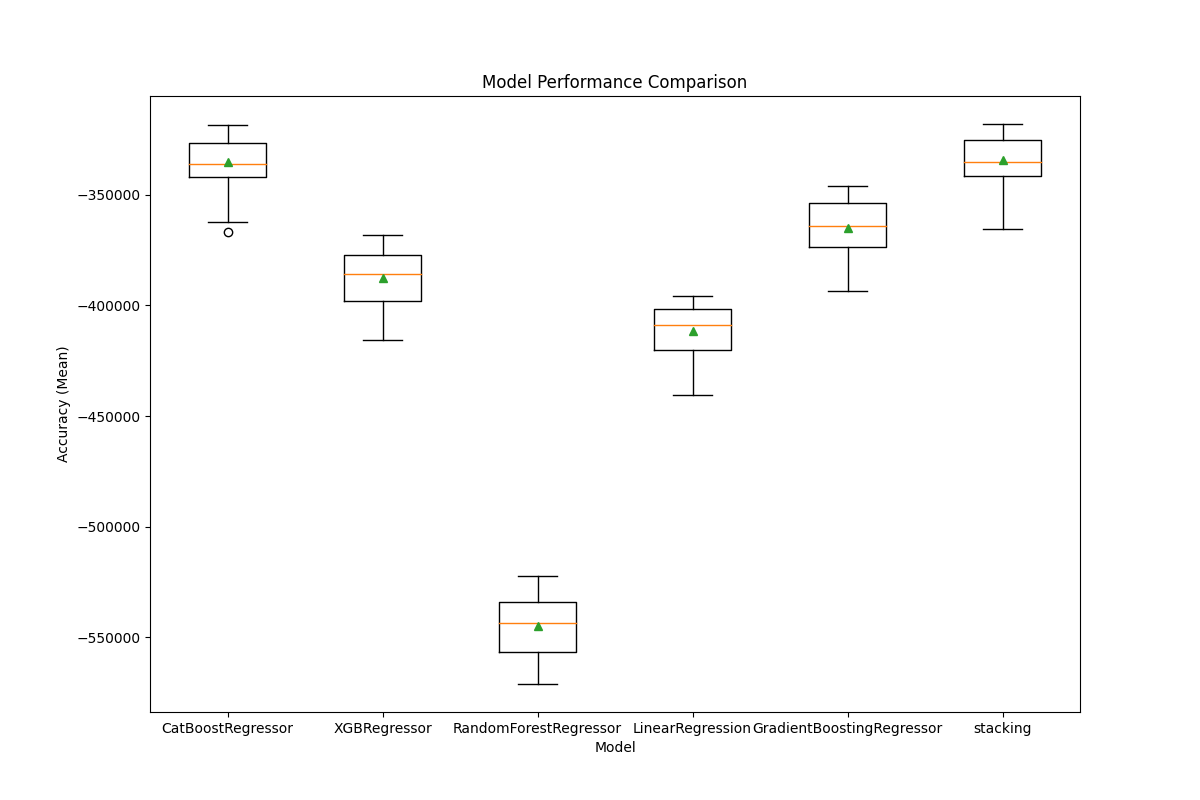 Model Performance Comparison
Accuracy (Mean)
−350000
−400000
−450000
−500000
−550000
CatBoostRegressor XGBRegressor RandomForestRegressor LinearRegression GradientBoostingRegressor stacking
Model